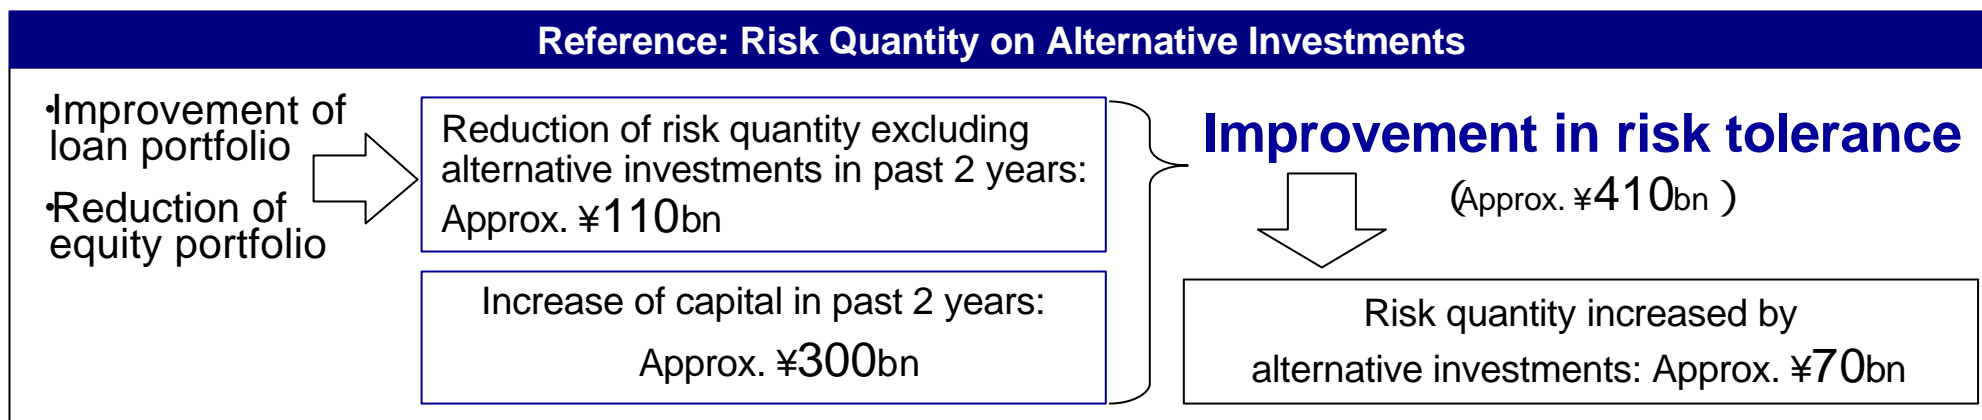 Reference: Risk Quantity on Alternative Investments
・Improvement of
loan portfolio
・Reduction of
equity portfolio
Reduction of risk quantity excluding
alternative investments in past 2 years:
Approx. ¥110bn
Increase of capital in past 2 years:
Approx. ¥300bn
Improvement in risk tolerance
(Approx. ¥410bn )
Risk quantity increased by
alternative investments: Approx. ¥70bn